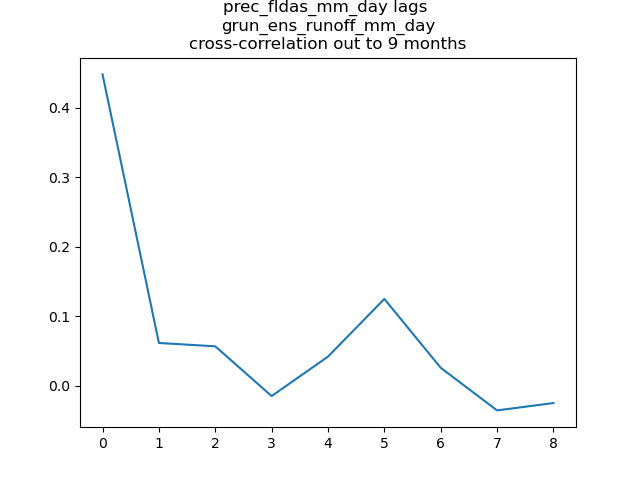 prec_fldas_mm_day lags
grun_ens_runoff_mm_day
cross-correlation out to 9 months
0.4
0.3
0.2
0.1
0.0
0 1 2 3 4 5 6 7 8